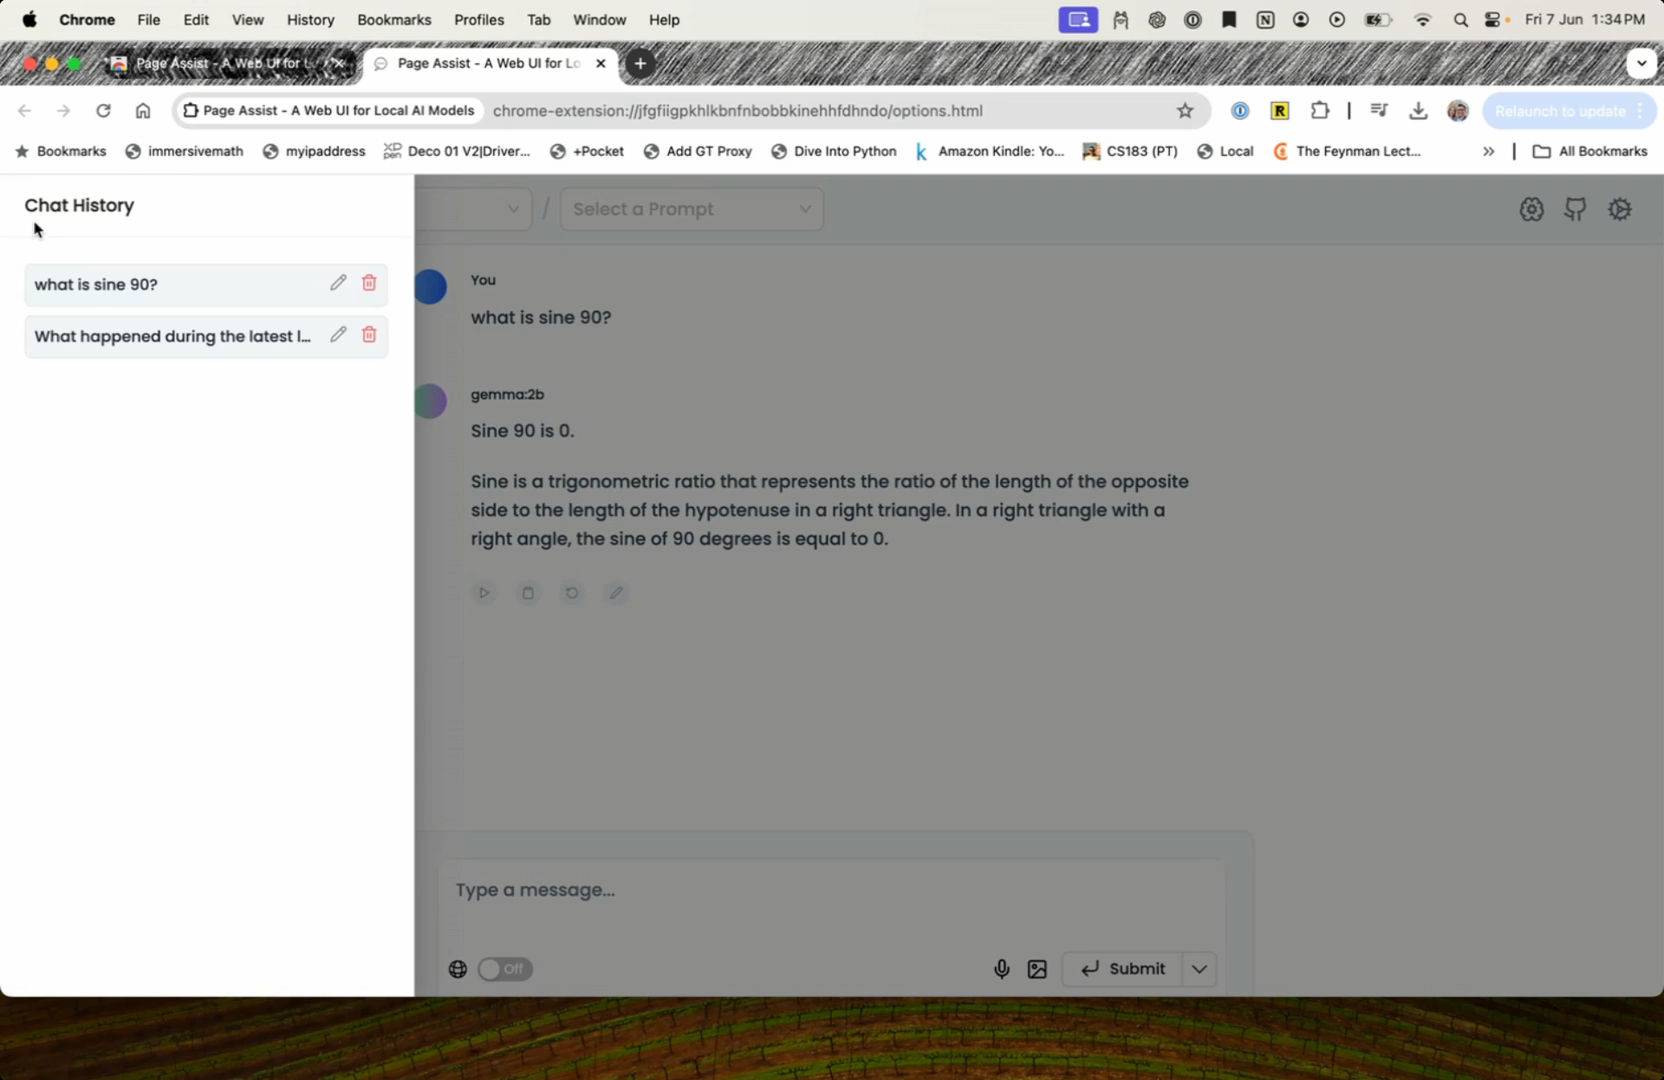 Chrome File Edit View History Bookmarks Profiles Tab Window Help Fri 7 Jun 1:34 PM
Page Assist - A Web UI for L Page Assist - A Web UI for Lo
Page Assist - A Web UI for Local AI Models chrome-extension://jfgfiigpkhlkbnfnbobbkinehhfdhndo/options.html Relaunch to update
Bookmarks immersivemath myipaddress Deco 01 V2|Driver... +Pocket Add GT Proxy Dive Into Python Amazon Kindle: Yo... CS183 (PT) Local The Feynman Lect... » All Bookmarks
Chat History
/ Select a Prompt
what is sine 90?
What happened during the latest l...
You
what is sine 90?
gemma:2b
Sine 90 is 0.
Sine is a trigonometric ratio that represents the ratio of the length of the opposite
side to the length of the hypotenuse in a right triangle. In a right triangle with a
right angle, the sine of 90 degrees is equal to 0.
Type a message...
Off Submit